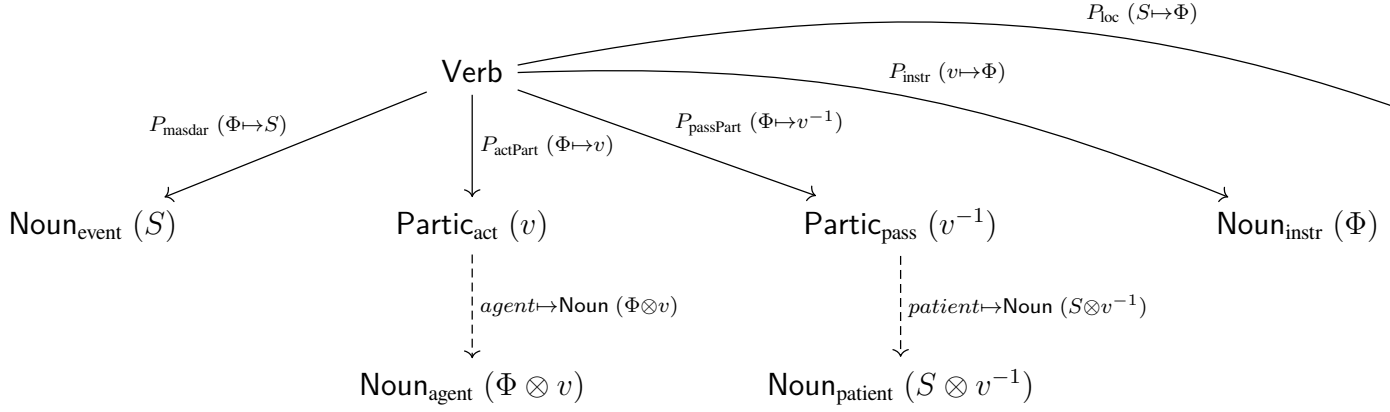 P_loc (S↦Φ)
Verb
P_instr (v↦Φ)
P_masdar (Φ↦S)
P_actPart (Φ↦v)
P_passPart (Φ↦v⁻¹)
Noun_event (S)
Partic_act (v)
Partic_pass (v⁻¹)
Noun_instr (Φ)
agent↦Noun (Φ⊗v)
patient↦Noun (S⊗v⁻¹)
Noun_agent (Φ ⊗ v)
Noun_patient (S ⊗ v⁻¹)